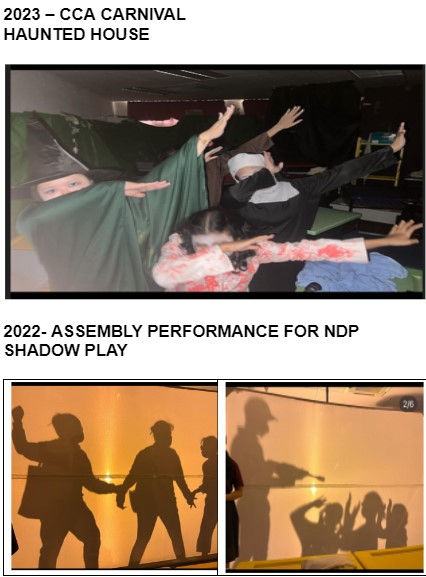 2023 – CCA CARNIVAL
HAUNTED HOUSE
2022- ASSEMBLY PERFORMANCE FOR NDP
SHADOW PLAY
2/6